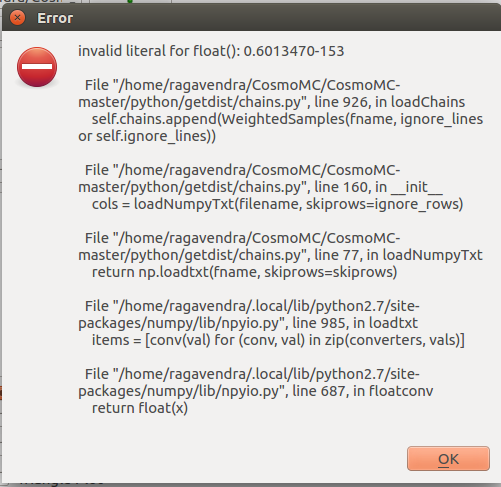 Error
invalid literal for float(): 0.6013470-153
File "/home/ragavendra/CosmoMC/CosmoMC-
master/python/getdist/chains.py", line 926, in loadChains
self.chains.append(WeightedSamples(fname, ignore_lines
or self.ignore_lines))
File "/home/ragavendra/CosmoMC/CosmoMC-
master/python/getdist/chains.py", line 160, in __init__
cols = loadNumpyTxt(filename, skiprows=ignore_rows)
File "/home/ragavendra/CosmoMC/CosmoMC-
master/python/getdist/chains.py", line 77, in loadNumpyTxt
return np.loadtxt(fname, skiprows=skiprows)
File "/home/ragavendra/.local/lib/python2.7/site-
packages/numpy/lib/npyio.py", line 985, in loadtxt
items = [conv(val) for (conv, val) in zip(converters, vals)]
File "/home/ragavendra/.local/lib/python2.7/site-
packages/numpy/lib/npyio.py", line 687, in floatconv
return float(x)
OK